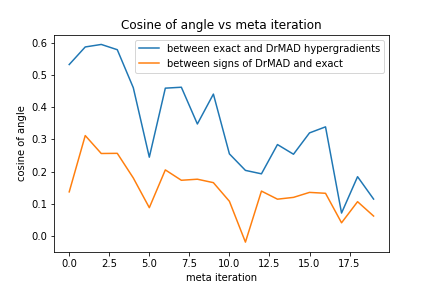 Cosine of angle vs meta iteration
between exact and DrMAD hypergradients
between signs of DrMAD and exact
cosine of angle
0.6
0.5
0.4
0.3
0.2
0.1
0.0
0.0 2.5 5.0 7.5 10.0 12.5 15.0 17.5
meta iteration